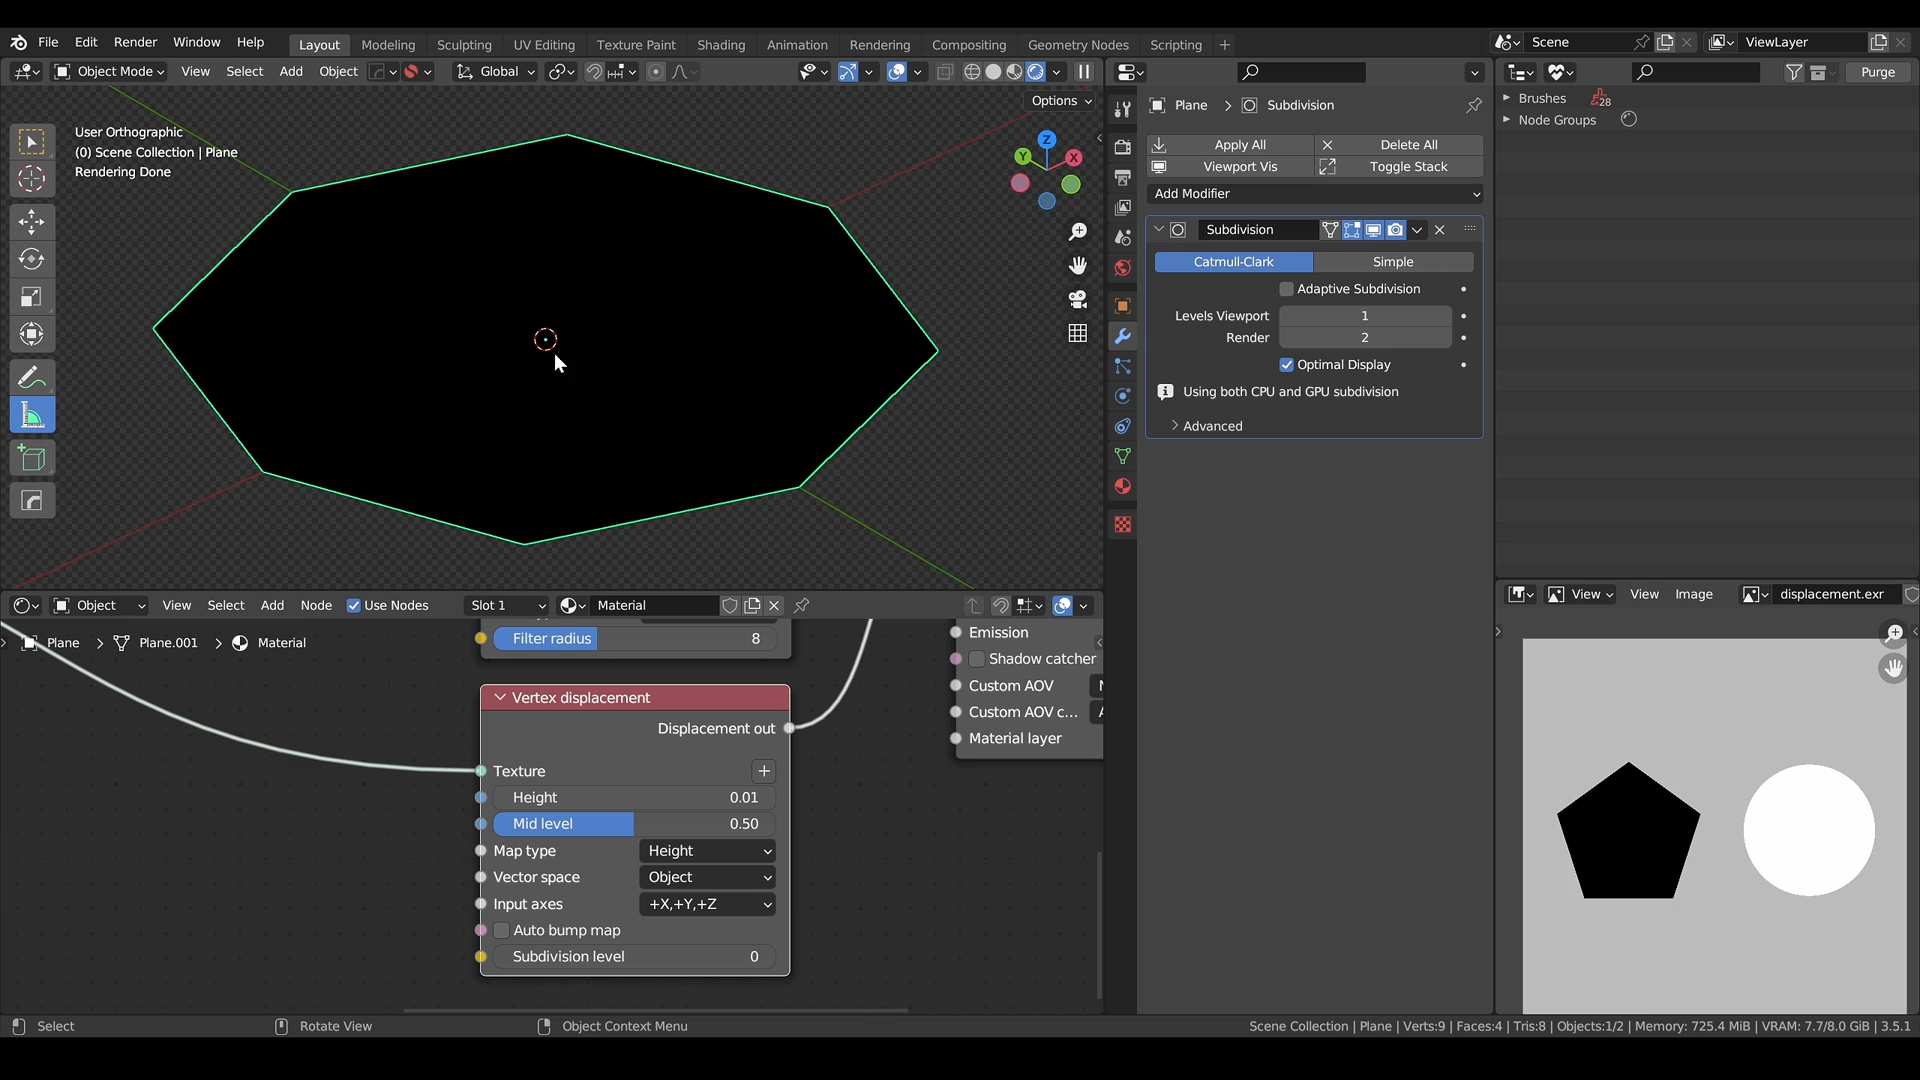 File Edit Render Window Help Layout Modeling Sculpting UV Editing Texture Paint Shading Animation Rendering Compositing Geometry Nodes Scripting + Scene ViewLayer
Object Mode View Select Add Object Global Purge
Options
User Orthographic
(0) Scene Collection | Plane
Rendering Done
Z
Y
X
Plane Subdivision
Apply All Delete All
Viewport Vis Toggle Stack
Add Modifier
Subdivision
Catmull-Clark Simple
Adaptive Subdivision
Levels Viewport 1
Render 2
Optimal Display
Using both CPU and GPU subdivision
Advanced
Brushes 28
Node Groups
Object View Select Add Node Use Nodes Slot 1 Material
Plane Plane.001 Material
Filter radius 8
Vertex displacement
Displacement out
Texture
Height 0.01
Mid level 0.50
Map type Height
Vector space Object
Input axes +X,+Y,+Z
Auto bump map
Subdivision level 0
Emission
Shadow catcher
Custom AOV
Custom AOV c...
Material layer
View View Image displacement.exr
Select Rotate View Object Context Menu Scene Collection | Plane | Verts:9 | Faces:4 | Tris:8 | Objects:1/2 | Memory: 725.4 MiB | VRAM: 7.7/8.0 GiB | 3.5.1